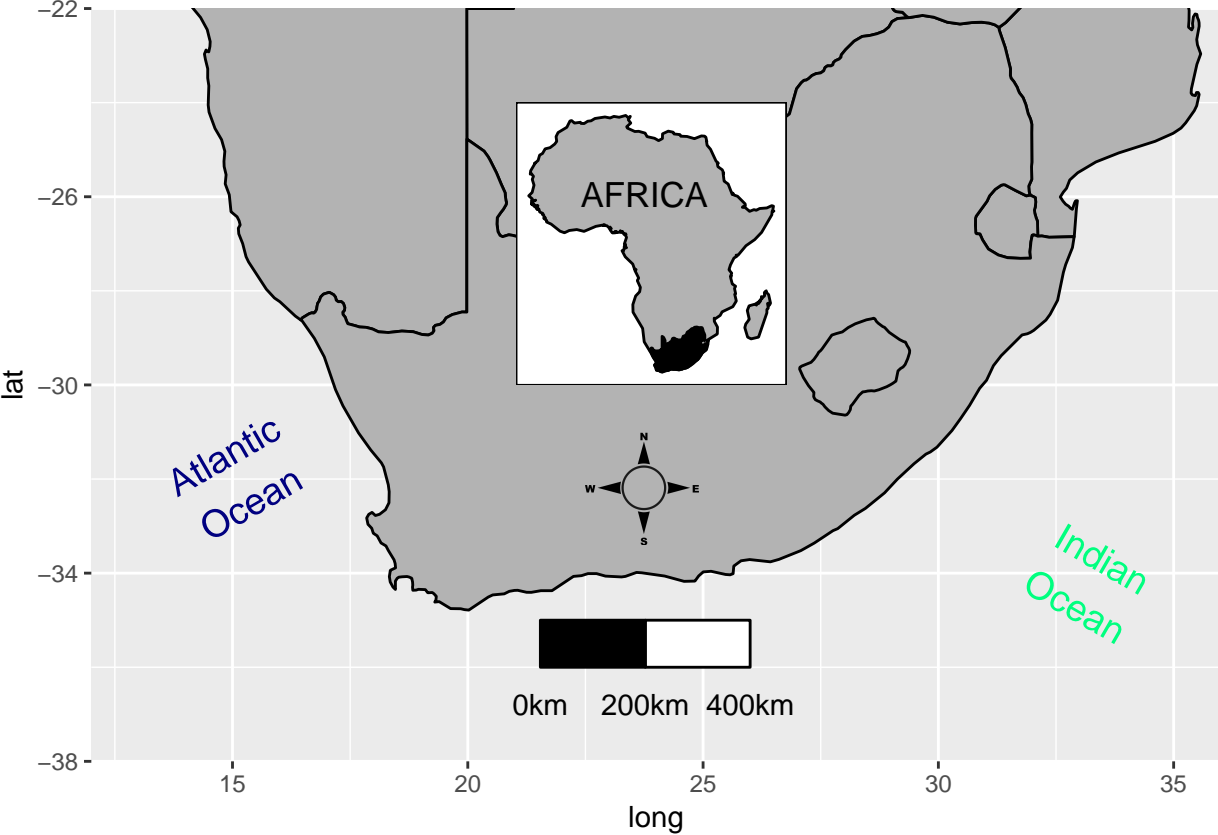 −22
−26
−30
−34
−38
lat
AFRICA
Atlantic
Ocean
N
W E
S
Indian
Ocean
0km 200km 400km
15 20 25 30 35
long